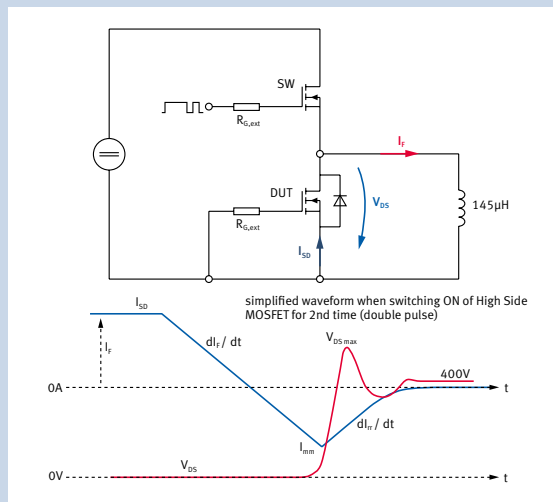 SW
R_G,ext
I_F
DUT
V_DS
145µH
R_G,ext
I_SD
I_SD
simplified waveform when switching ON of High Side
MOSFET for 2nd time (double pulse)
I_F
dI_F/ dt
V_DS max
400V
0A
t
I_mm
dI_rr/ dt
V_DS
0V
t